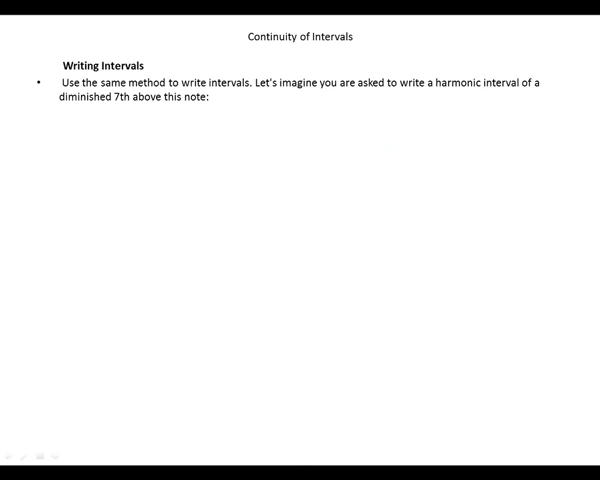 Continuity of Intervals
Writing Intervals
• Use the same method to write intervals. Let's imagine you are asked to write a harmonic interval of a
diminished 7th above this note: